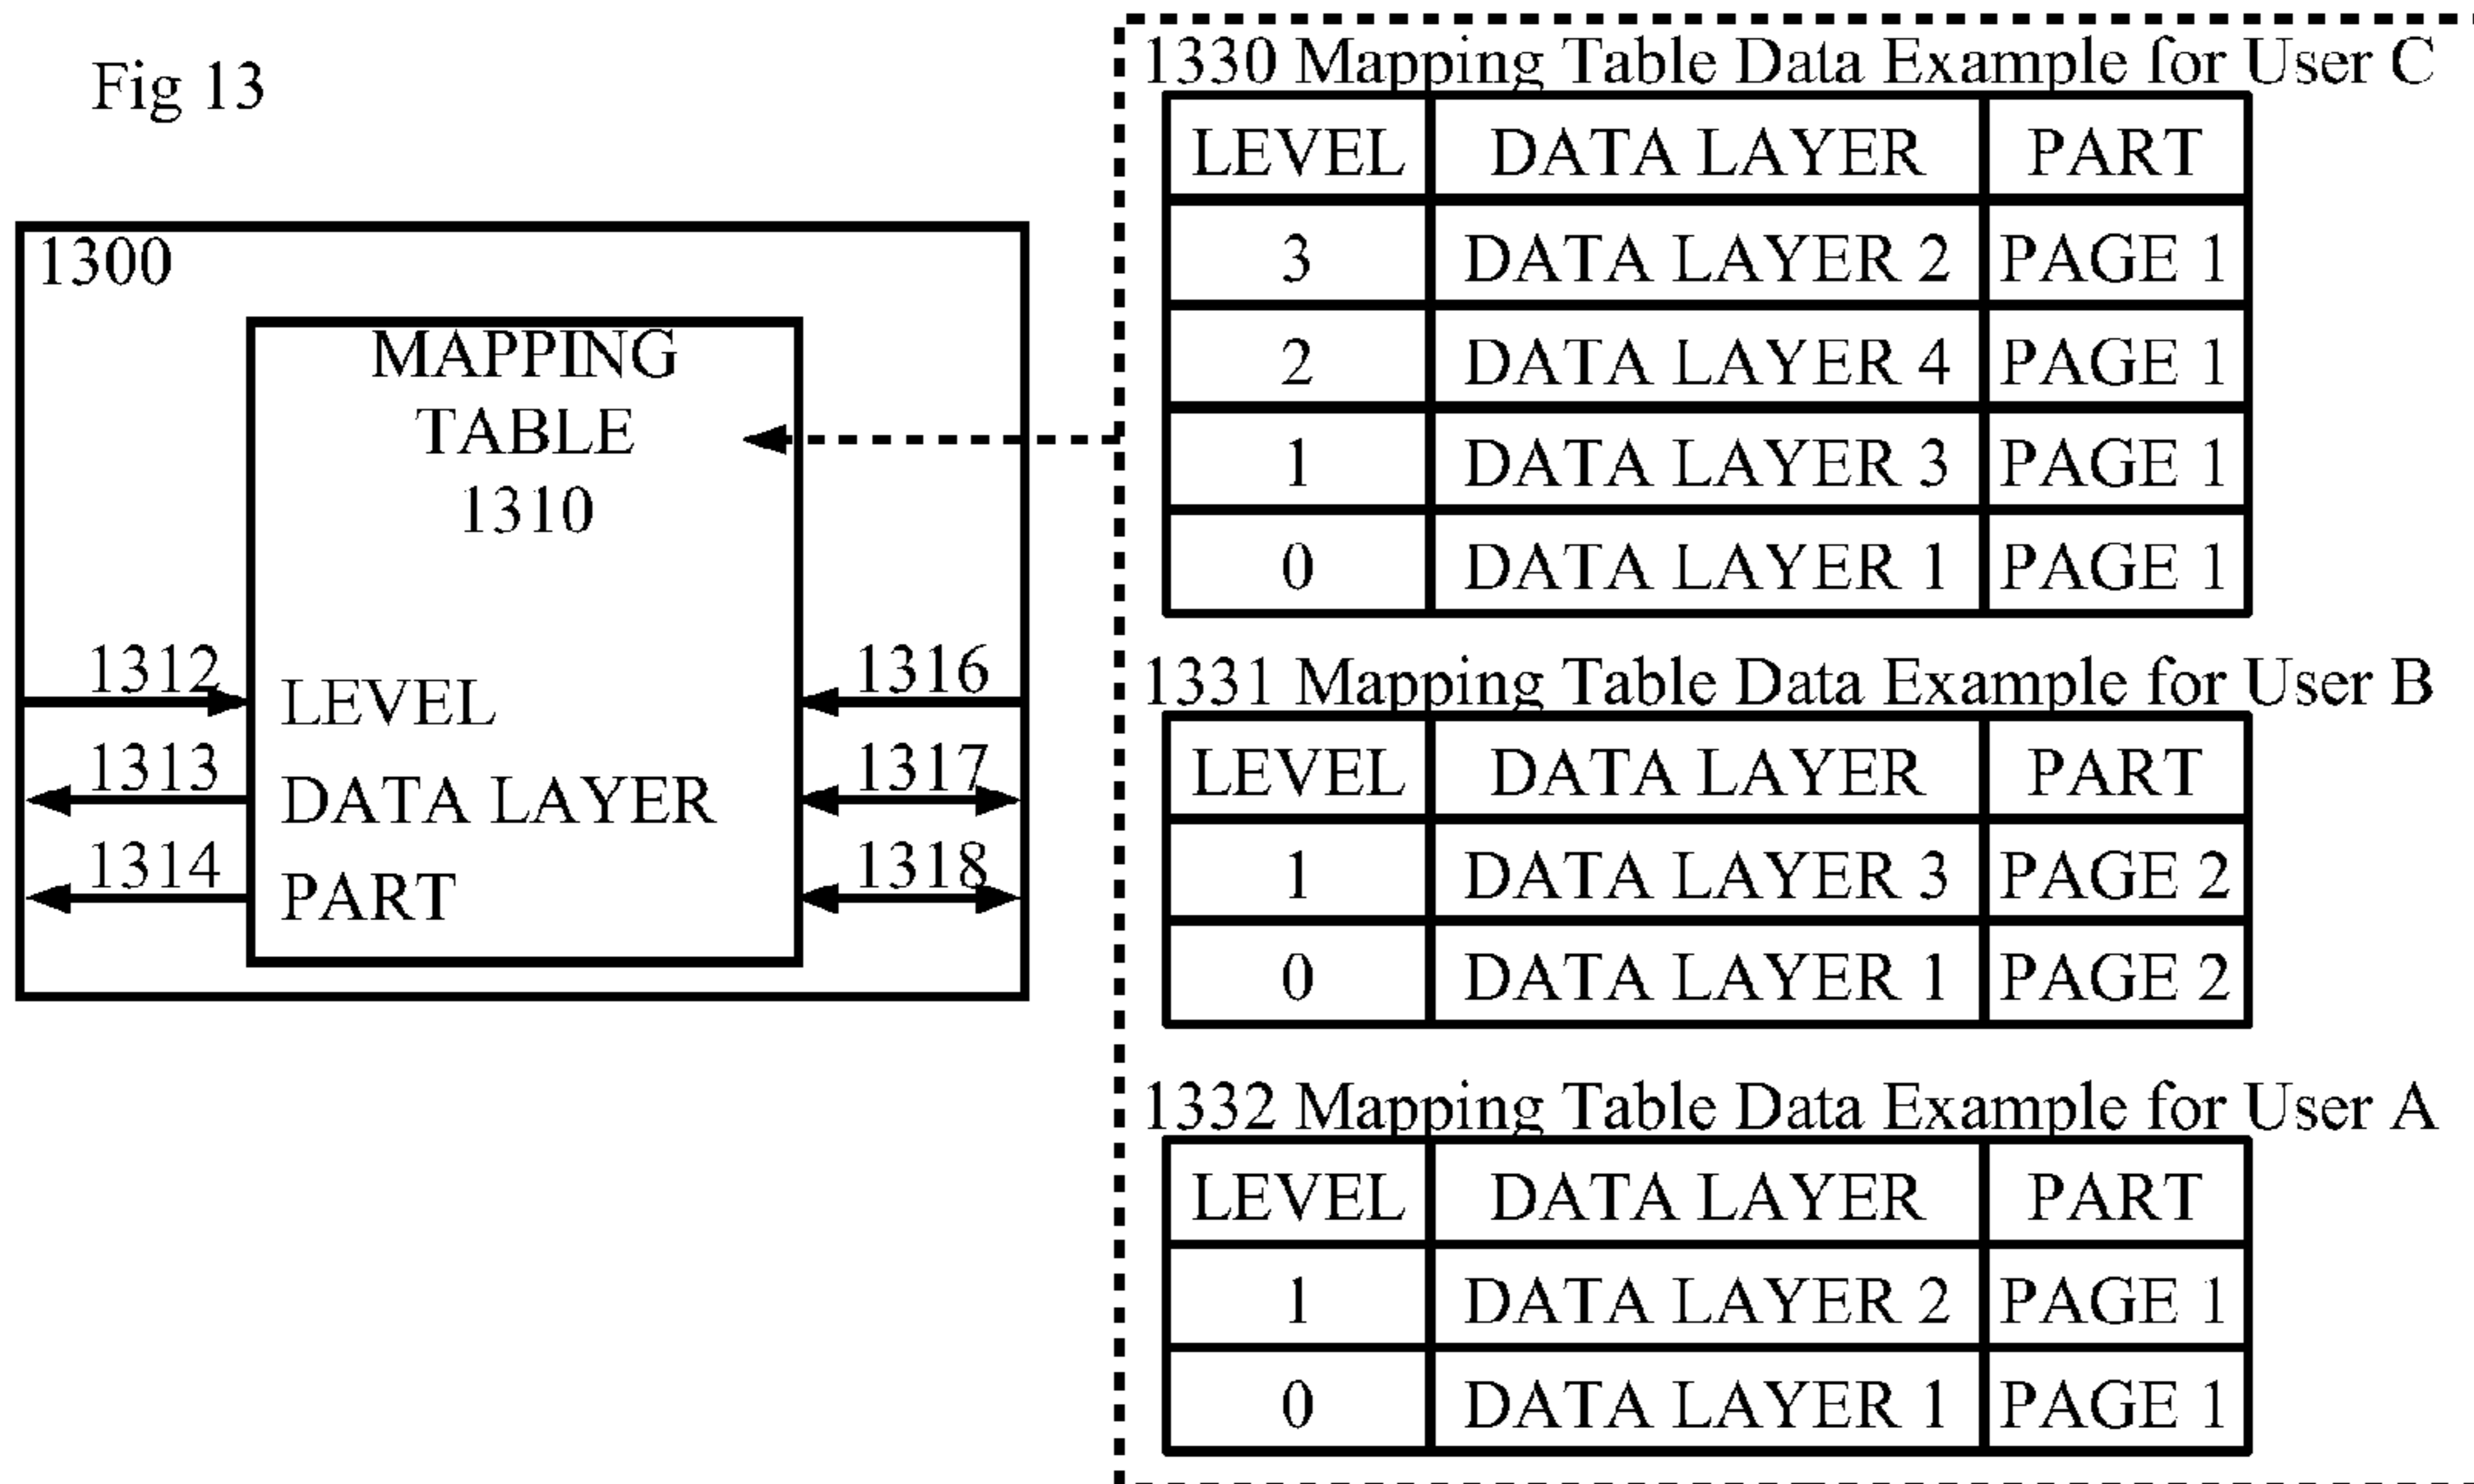 Fig 13
1300
MAPPING
TABLE
1310
1312
LEVEL
1316
1313
DATA LAYER
1317
1314
PART
1318
1330 Mapping Table Data Example for User C
LEVEL DATA LAYER PART
3 DATA LAYER 2 PAGE 1
2 DATA LAYER 4 PAGE 1
1 DATA LAYER 3 PAGE 1
0 DATA LAYER 1 PAGE 1
1331 Mapping Table Data Example for User B
LEVEL DATA LAYER PART
1 DATA LAYER 3 PAGE 2
0 DATA LAYER 1 PAGE 2
1332 Mapping Table Data Example for User A
LEVEL DATA LAYER PART
1 DATA LAYER 2 PAGE 1
0 DATA LAYER 1 PAGE 1